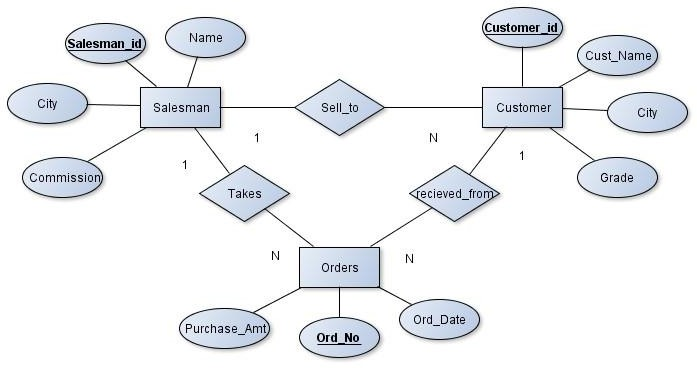 Salesman_id
Name
Customer_id
Cust_Name
City
Salesman
Sell_to
Customer
City
1
N
1
1
Commission
Takes
recieved_from
Grade
N
N
Orders
Purchase_Amt
Ord_No
Ord_Date